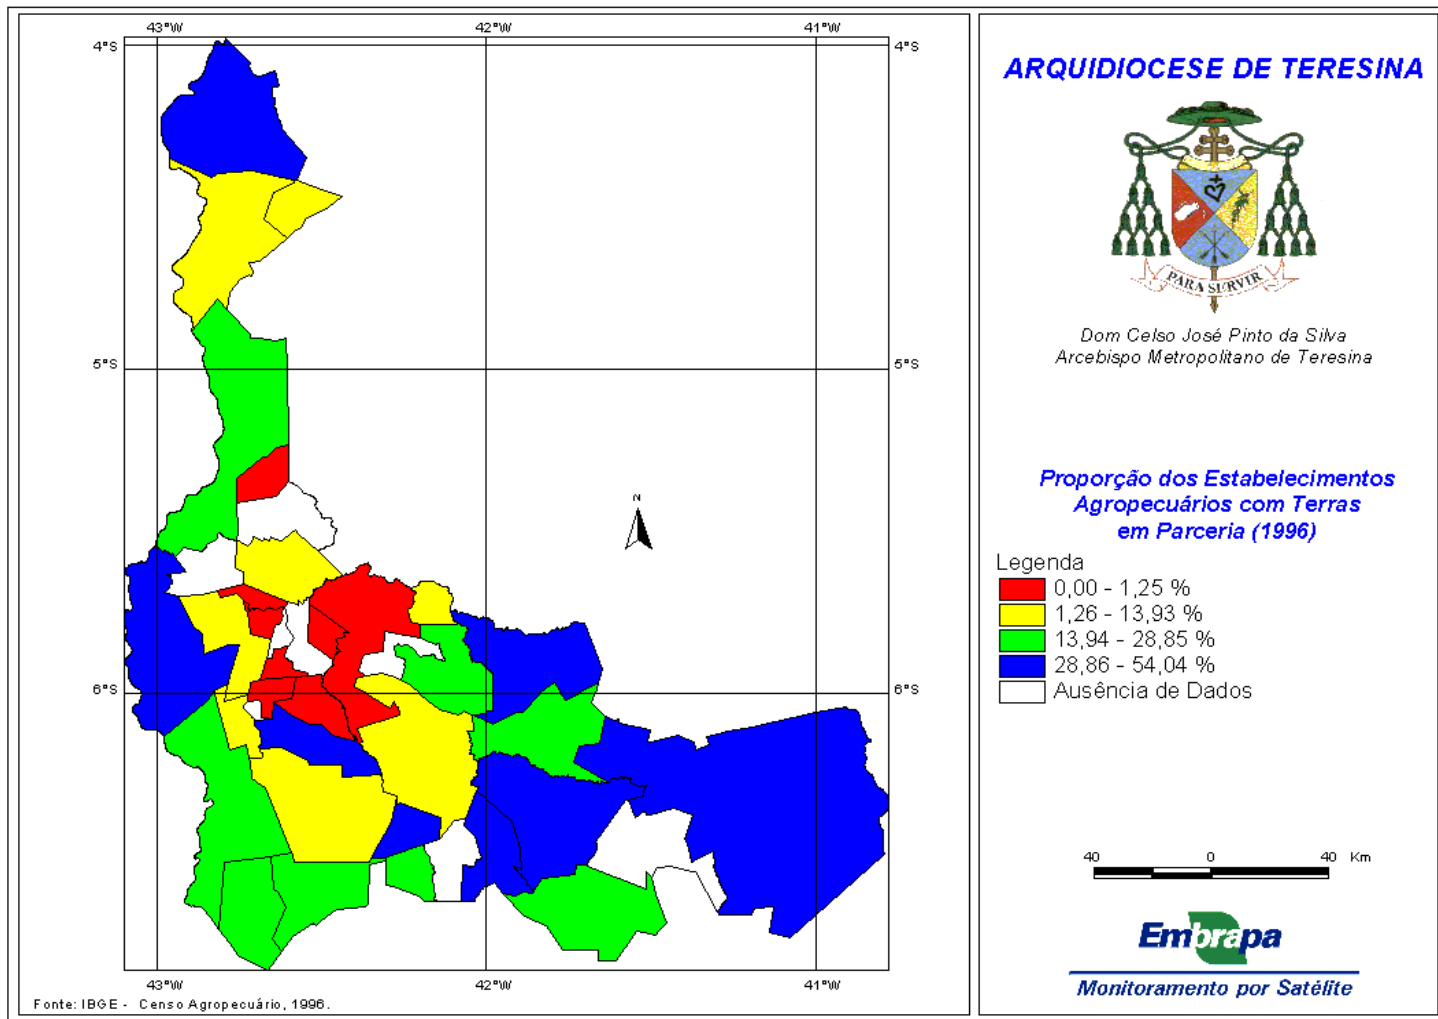 43°W 42°W 41°W
4°S 4°S
5°S 5°S
6°S 6°S
43°W 42°W 41°W
N
Fonte: IBGE - Censo Agropecuário, 1996.
ARQUIDIOCESE DE TERESINA
PARA SERVIR
Dom Celso José Pinto da Silva
Arcebispo Metropolitano de Teresina
Proporção dos Estabelecimentos
Agropecuários com Terras
em Parceria (1996)
Legenda
0,00 - 1,25 %
1,26 - 13,93 %
13,94 - 28,85 %
28,86 - 54,04 %
Ausência de Dados
40 0 40 Km
Embrapa
Monitoramento por Satélite